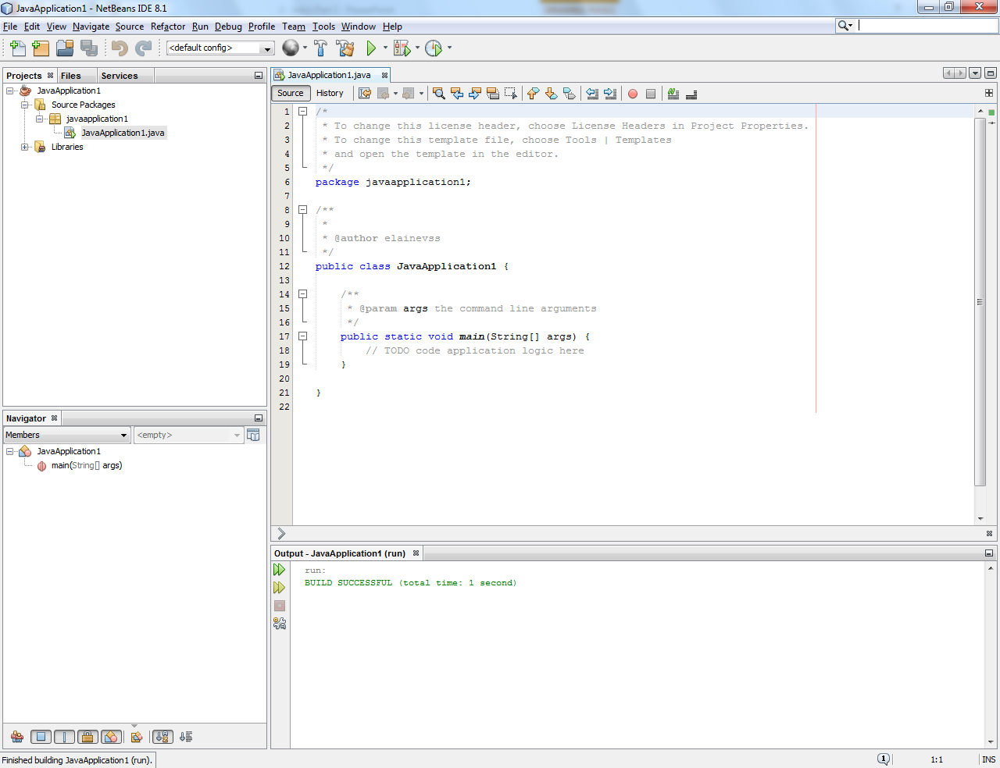 JavaApplication1 - NetBeans IDE 8.1
File Edit View Navigate Source Refactor Run Debug Profile Team Tools Window Help
<default config>
Projects Files Services
JavaApplication1
Source Packages
javaapplication1
JavaApplication1.java
Libraries
Navigator
Members <empty>
JavaApplication1
main(String[] args)
JavaApplication1.java
Source History
1 /*
2 * To change this license header, choose License Headers in Project Properties.
3 * To change this template file, choose Tools | Templates
4 * and open the template in the editor.
5 */
6 package javaapplication1;
7
8 /**
9 *
10 * @author elainevss
11 */
12 public class JavaApplication1 {
13
14 /**
15 * @param args the command line arguments
16 */
17 public static void main(String[] args) {
18 // TODO code application logic here
19 }
20
21 }
22
Output - JavaApplication1 (run)
run:
BUILD SUCCESSFUL (total time: 1 second)
Finished building JavaApplication1 (run).
1 1:1 INS